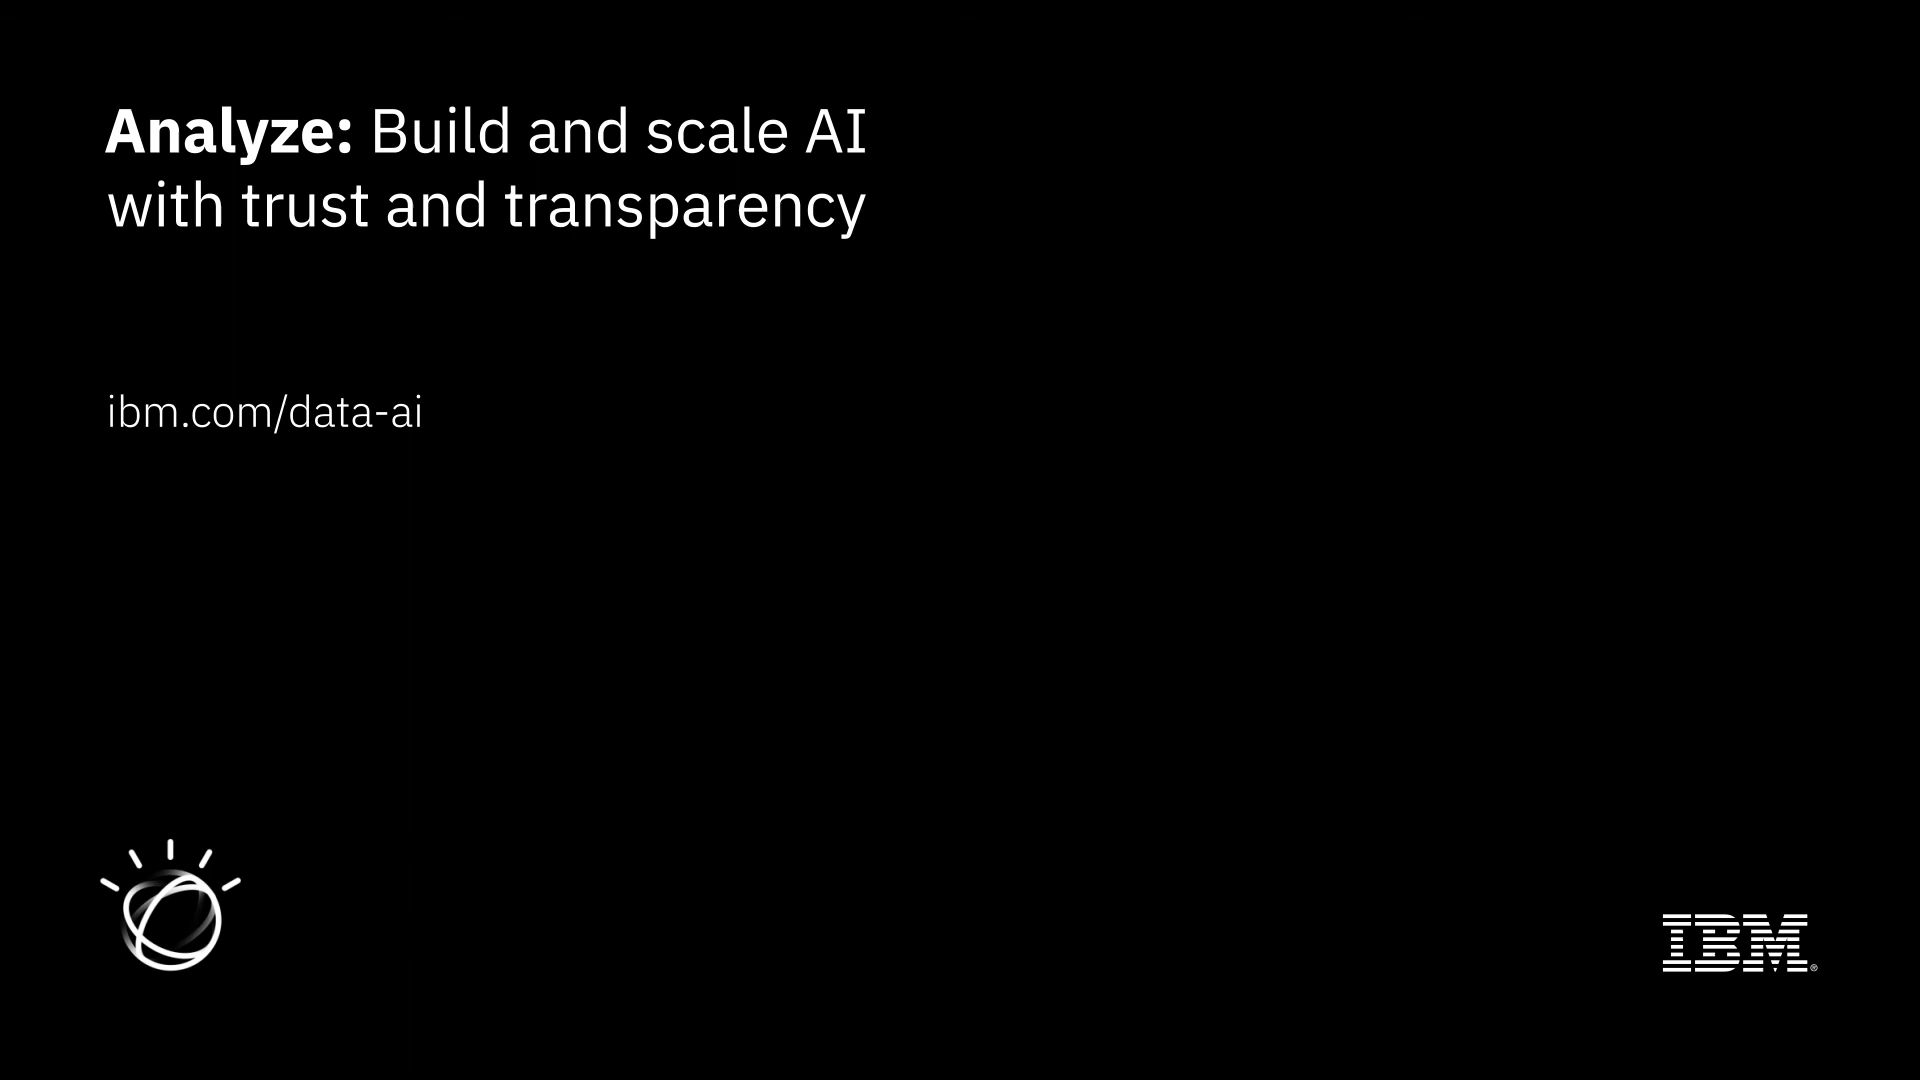 Analyze: Build and scale AI
with trust and transparency
ibm.com/data-ai
IBM®